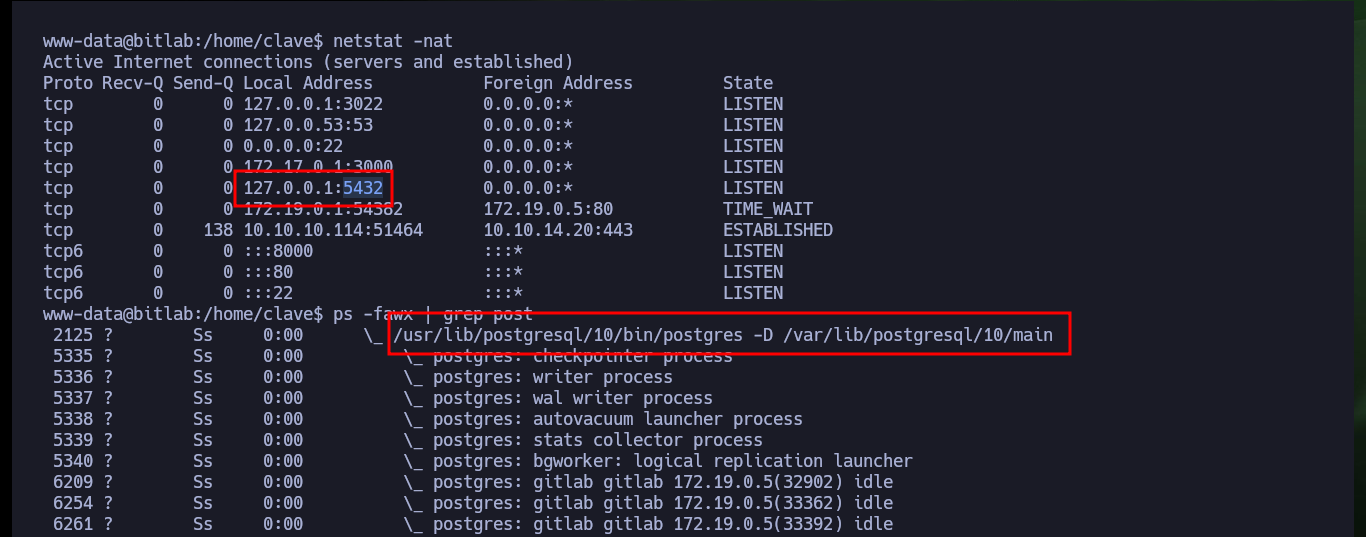 www-data@bitlab:/home/clave$ netstat -nat
Active Internet connections (servers and established)
Proto Recv-Q Send-Q Local Address           Foreign Address         State
tcp        0      0 127.0.0.1:3022          0.0.0.0:*               LISTEN
tcp        0      0 127.0.0.53:53           0.0.0.0:*               LISTEN
tcp        0      0 0.0.0.0:22              0.0.0.0:*               LISTEN
tcp        0      0 172.17.0.1:3000         0.0.0.0:*               LISTEN
tcp        0      0 127.0.0.1:5432          0.0.0.0:*               LISTEN
tcp        0      0 172.19.0.1:54382        172.19.0.5:80           TIME_WAIT
tcp        0    138 10.10.10.114:51464      10.10.14.20:443         ESTABLISHED
tcp6       0      0 :::8000                 :::*                    LISTEN
tcp6       0      0 :::80                   :::*                    LISTEN
tcp6       0      0 :::22                   :::*                    LISTEN
www-data@bitlab:/home/clave$ ps -fawx | grep post
 2125 ?        Ss     0:00      \_ /usr/lib/postgresql/10/bin/postgres -D /var/lib/postgresql/10/main
 5335 ?        Ss     0:00          \_ postgres: checkpointer process
 5336 ?        Ss     0:00          \_ postgres: writer process
 5337 ?        Ss     0:00          \_ postgres: wal writer process
 5338 ?        Ss     0:00          \_ postgres: autovacuum launcher process
 5339 ?        Ss     0:00          \_ postgres: stats collector process
 5340 ?        Ss     0:00          \_ postgres: bgworker: logical replication launcher
 6209 ?        Ss     0:00          \_ postgres: gitlab gitlab 172.19.0.5(32902) idle
 6254 ?        Ss     0:00          \_ postgres: gitlab gitlab 172.19.0.5(33362) idle
 6261 ?        Ss     0:00          \_ postgres: gitlab gitlab 172.19.0.5(33392) idle